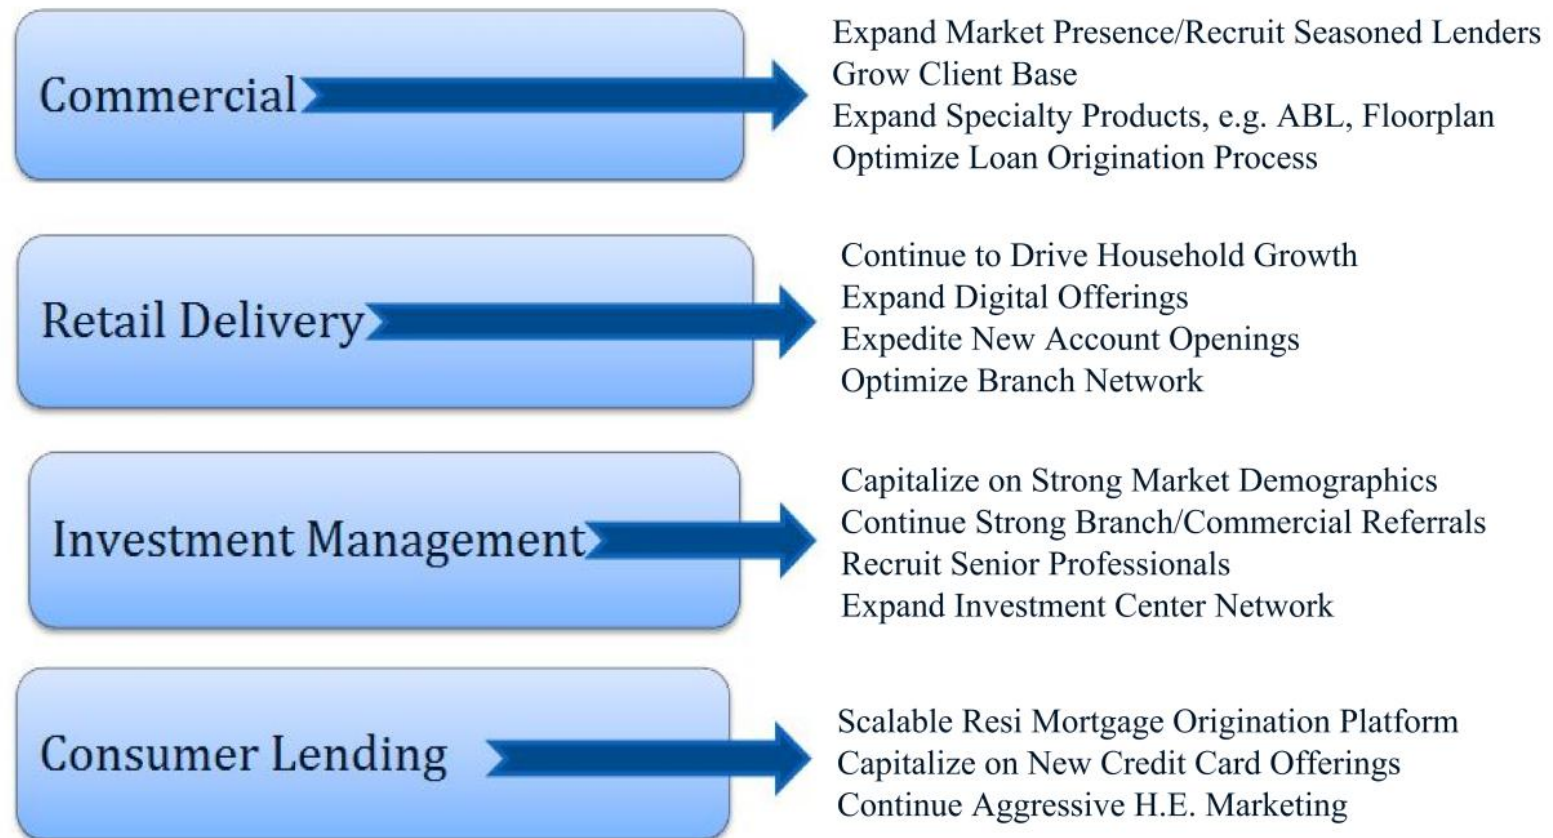 Commercial
Expand Market Presence/Recruit Seasoned Lenders
Grow Client Base
Expand Specialty Products, e.g. ABL, Floorplan
Optimize Loan Origination Process
Retail Delivery
Continue to Drive Household Growth
Expand Digital Offerings
Expedite New Account Openings
Optimize Branch Network
Investment Management
Capitalize on Strong Market Demographics
Continue Strong Branch/Commercial Referrals
Recruit Senior Professionals
Expand Investment Center Network
Consumer Lending
Scalable Resi Mortgage Origination Platform
Capitalize on New Credit Card Offerings
Continue Aggressive H.E. Marketing